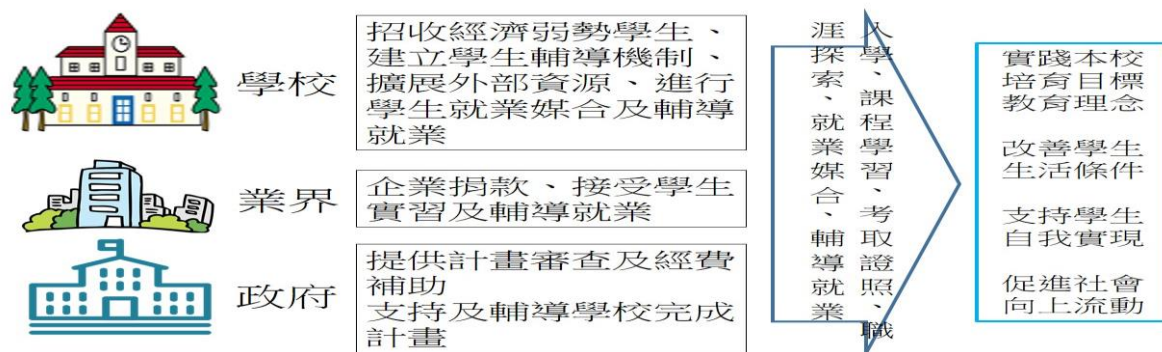 學校
招收經濟弱勢學生、
建立學生輔導機制、
擴展外部資源、進行
學生就業媒合及輔導
就業
業界
企業捐款、接受學生
實習及輔導就業
政府
提供計畫審查及經費
補助
支持及輔導學校完成
計畫
入學、課程學習、考取證照、職
涯探索、就業媒合、輔導就業
實踐本校
培育目標
教育理念
改善學生
生活條件
支持學生
自我實現
促進社會
向上流動